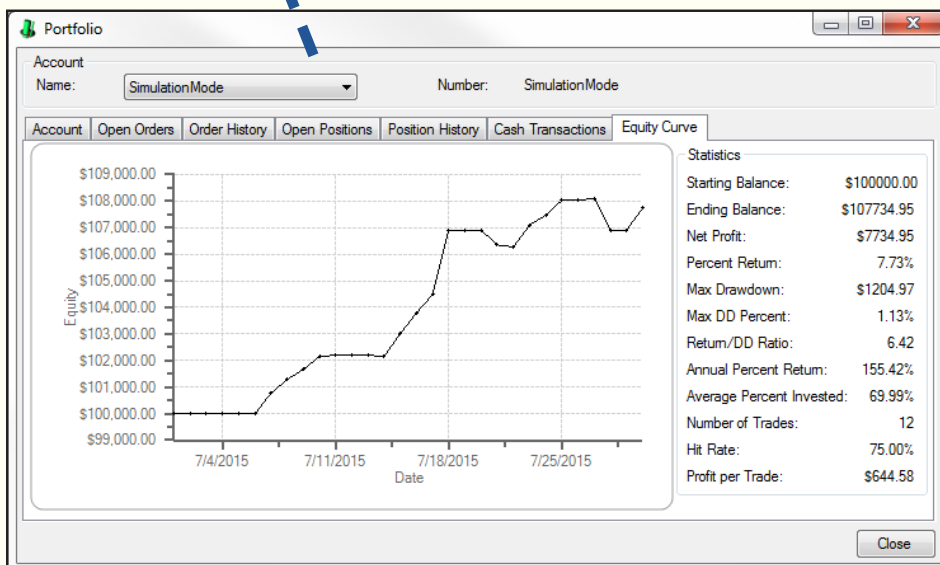 Portfolio
Account
Name: SimulationMode Number: SimulationMode
Account Open Orders Order History Open Positions Position History Cash Transactions Equity Curve
$109,000.00
$108,000.00
$107,000.00
$106,000.00
$105,000.00
$104,000.00
$103,000.00
$102,000.00
$101,000.00
$100,000.00
$99,000.00
Equity
7/4/2015 7/11/2015 7/18/2015 7/25/2015
Date
Statistics
Starting Balance: $100000.00
Ending Balance: $107734.95
Net Profit: $7734.95
Percent Return: 7.73%
Max Drawdown: $1204.97
Max DD Percent: 1.13%
Return/DD Ratio: 6.42
Annual Percent Return: 155.42%
Average Percent Invested: 69.99%
Number of Trades: 12
Hit Rate: 75.00%
Profit per Trade: $644.58
Close